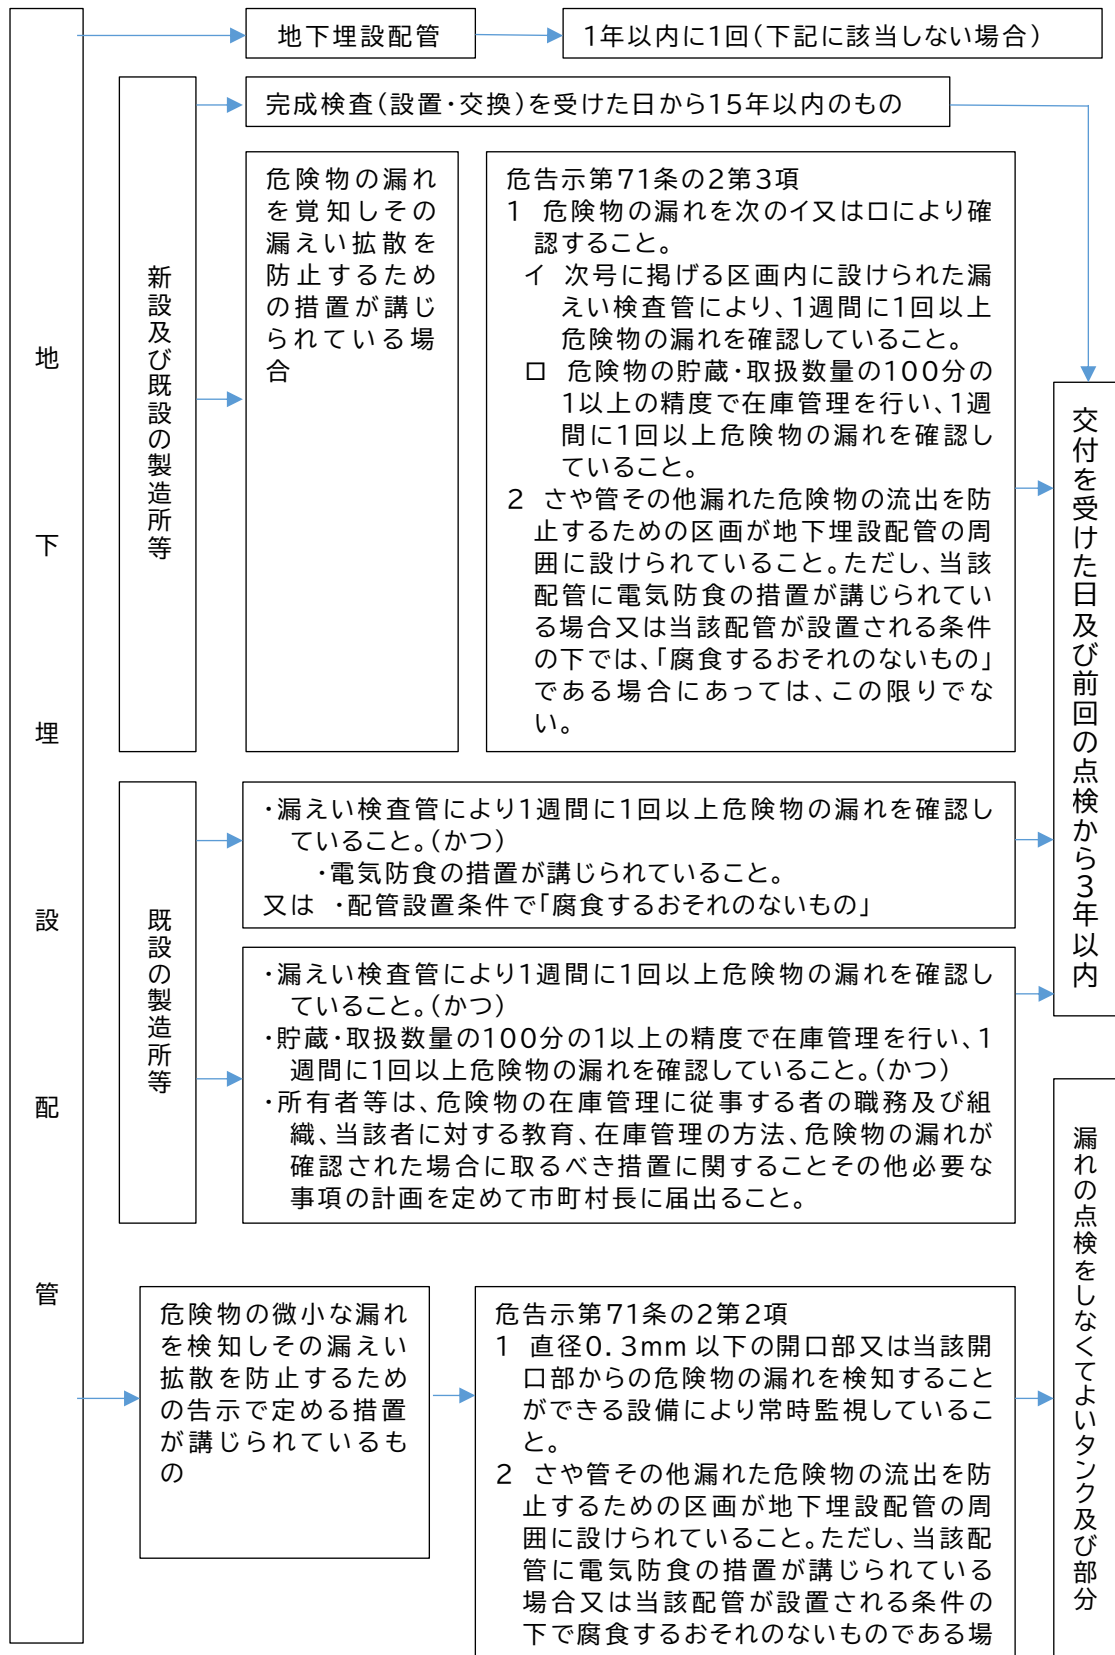 地下埋設配管
地下埋設配管
1年以内に1回(下記に該当しない場合)
新設及び既設の製造所等
完成検査(設置・交換)を受けた日から15年以内のもの
危険物の漏れ
を覚知しその
漏えい拡散を
防止するため
の措置が講じ
られている場
合
危告示第71条の2第3項
1 危険物の漏れを次のイ又はロにより確
認すること。
イ 次号に掲げる区画内に設けられた漏
えい検査管により、1週間に1回以上
危険物の漏れを確認していること。
ロ 危険物の貯蔵・取扱数量の100分の
1以上の精度で在庫管理を行い、1週
間に1回以上危険物の漏れを確認し
ていること。
2 さや管その他漏れた危険物の流出を防
止するための区画が地下埋設配管の周
囲に設けられていること。ただし、当該
配管に電気防食の措置が講じられてい
る場合又は当該配管が設置される条件
の下では、「腐食するおそれのないもの」
である場合にあっては、この限りでな
い。
交付を受けた日及び前回の点検から3年以内
既設の製造所等
・漏えい検査管により1週間に1回以上危険物の漏れを確認し
ていること。(かつ)
・電気防食の措置が講じられていること。
又は ・配管設置条件で「腐食するおそれのないもの」
・漏えい検査管により1週間に1回以上危険物の漏れを確認し
ていること。(かつ)
・貯蔵・取扱数量の100分の1以上の精度で在庫管理を行い、1
週間に1回以上危険物の漏れを確認していること。(かつ)
・所有者等は、危険物の在庫管理に従事する者の職務及び組
織、当該者に対する教育、在庫管理の方法、危険物の漏れが
確認された場合に取るべき措置に関することその他必要な
事項の計画を定めて市町村長に届出ること。
危険物の微小な漏れ
を検知しその漏えい
拡散を防止するため
の告示で定める措置
が講じられているも
の
危告示第71条の2第2項
1 直径0.3mm以下の開口部又は当該開
口部からの危険物の漏れを検知すること
ができる設備により常時監視しているこ
と。
2 さや管その他漏れた危険物の流出を防
止するための区画が地下埋設配管の周
囲に設けられていること。ただし、当該配
管に電気防食の措置が講じられている
場合又は当該配管が設置される条件の
下で腐食するおそれのないものである場
漏れの点検をしなくてよいタンク及び部分